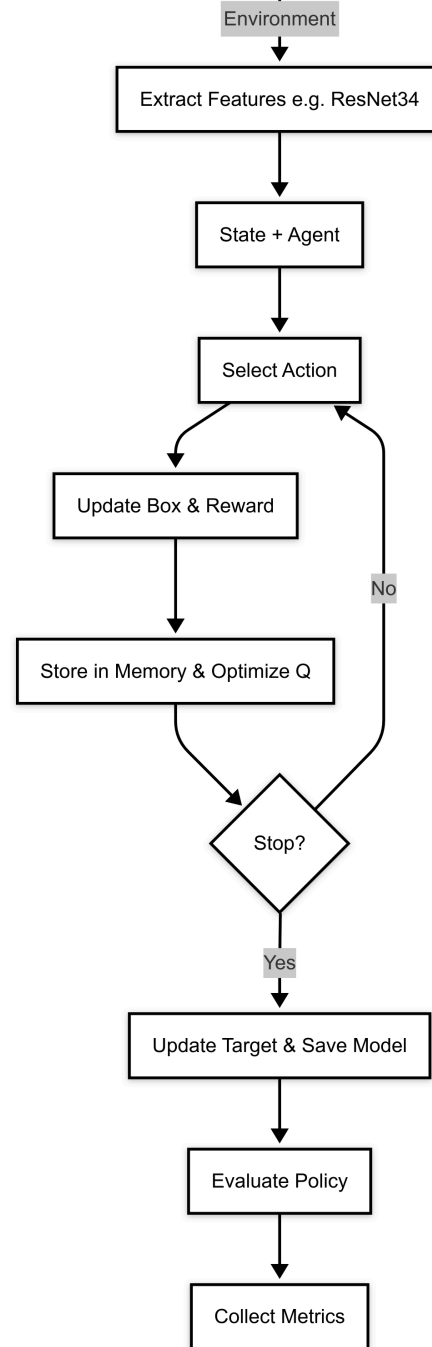 Environment
Extract Features e.g. ResNet34
State + Agent
Select Action
Update Box & Reward
No
Store in Memory & Optimize Q
Stop?
Yes
Update Target & Save Model
Evaluate Policy
Collect Metrics